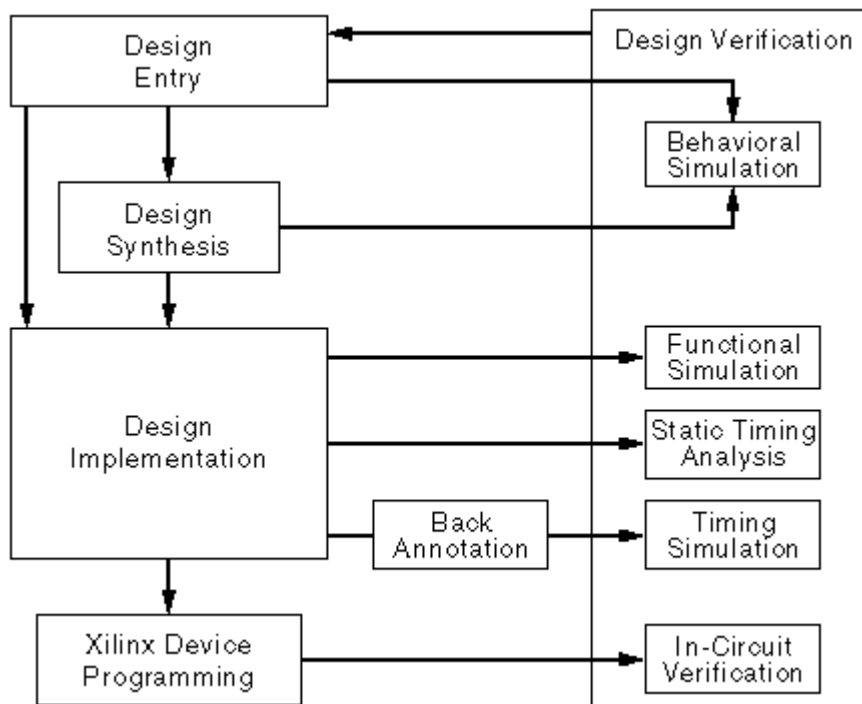 Design
Entry
Design Verification
Behavioral
Simulation
Design
Synthesis
Functional
Simulation
Design
Implementation
Static Timing
Analysis
Back
Annotation
Timing
Simulation
Xilinx Device
Programming
In-Circuit
Verification